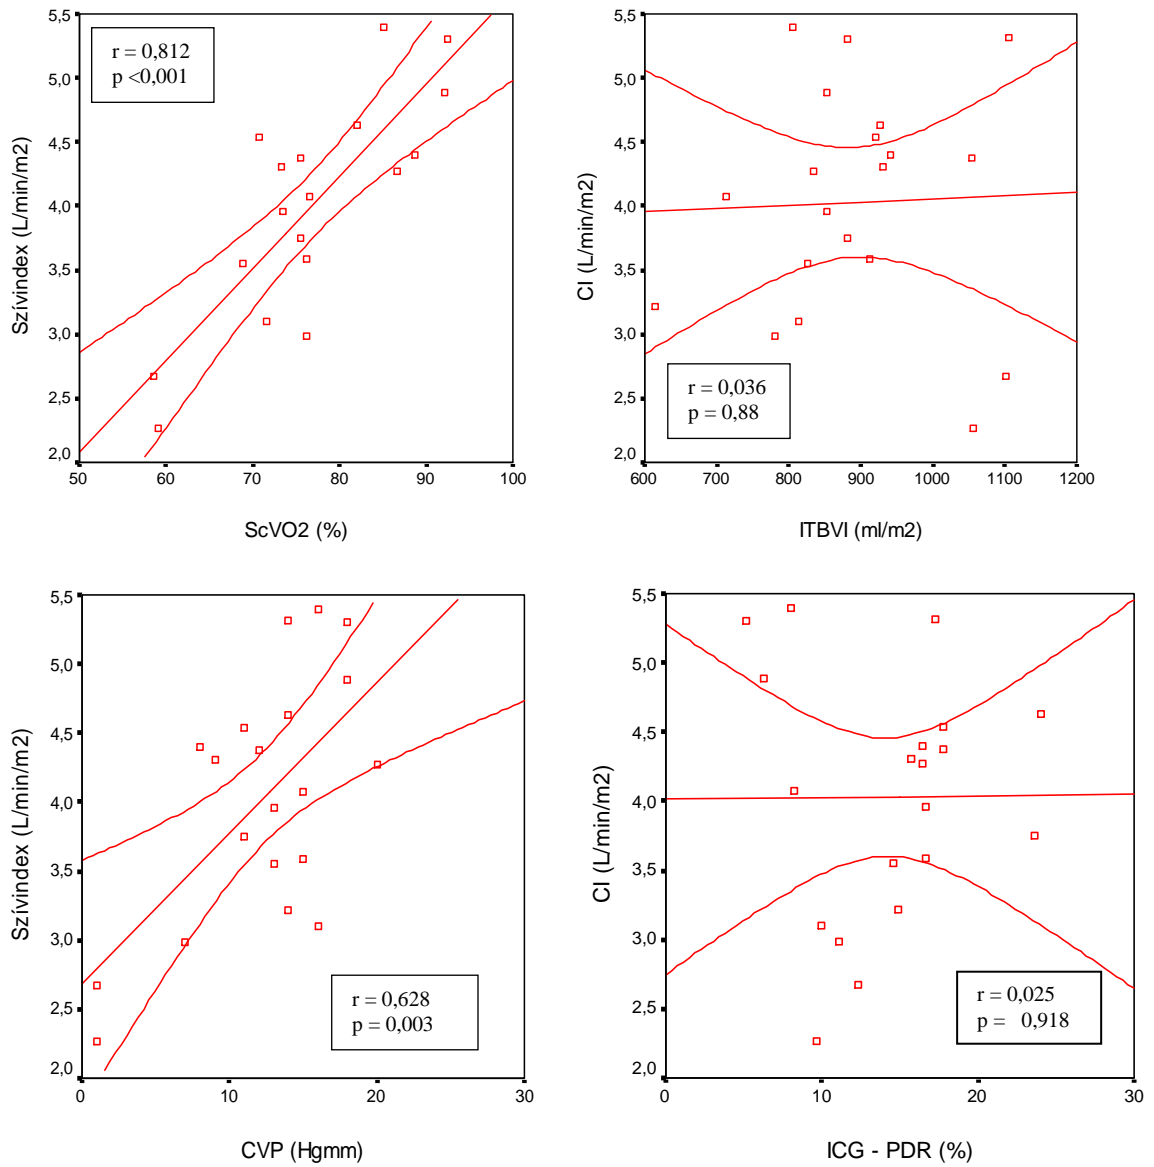 5,5
5,0
4,5
4,0
3,5
3,0
2,5
2,0
Szívindex (L/min/m2)
r = 0,812
p <0,001
50 60 70 80 90 100
ScVO2 (%)
5,5
5,0
4,5
4,0
3,5
3,0
2,5
2,0
CI (L/min/m2)
r = 0,036
p = 0,88
600 700 800 900 1000 1100 1200
ITBVI (ml/m2)
5,5
5,0
4,5
4,0
3,5
3,0
2,5
2,0
Szívindex (L/min/m2)
r = 0,628
p = 0,003
0 10 20 30
CVP (Hgmm)
5,5
5,0
4,5
4,0
3,5
3,0
2,5
2,0
CI (L/min/m2)
r = 0,025
p = 0,918
0 10 20 30
ICG - PDR (%)